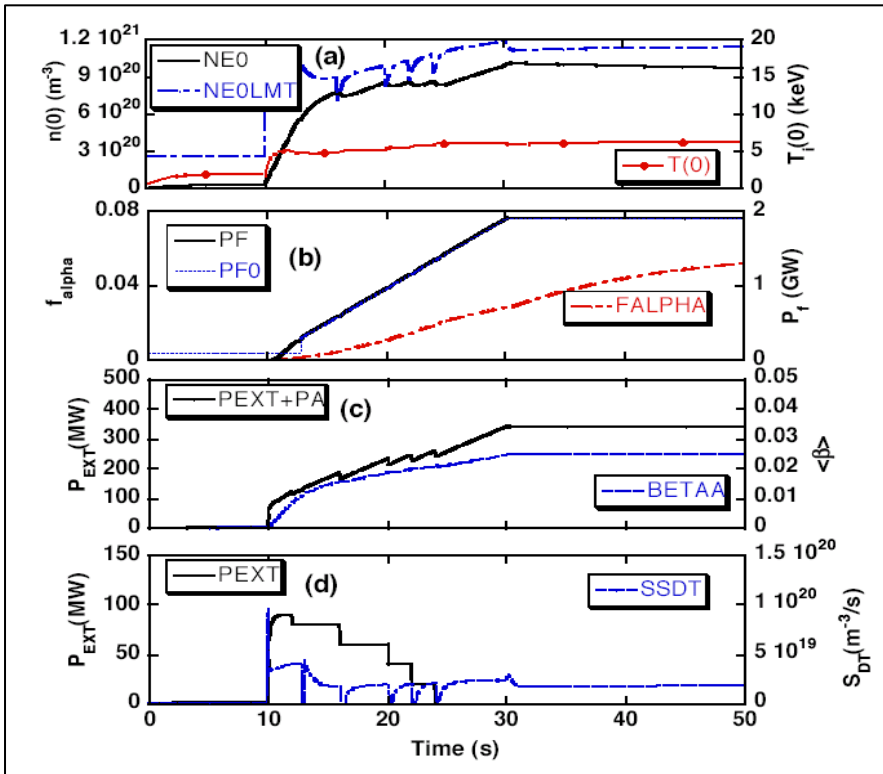 (a)
NE0
NE0LMT
T(0)
n(0) (m-3)
T_i(0) (keV)
1.2 10^21
9 10^20
6 10^20
3 10^20
0
20
15
10
5
0
(b)
PF
PF0
FALPHA
f_alpha
P_f (GW)
0.08
0.04
0
2
1
0
(c)
PEXT+PA
BETAA
P_EXT(MW)
<β>
500
400
300
200
100
0
0.05
0.04
0.03
0.02
0.01
0
(d)
PEXT
SSDT
P_EXT(MW)
S_DT(m^-3/s)
150
100
50
0
1.5 10^20
1 10^20
5 10^19
0
0
10
20
30
40
50
Time (s)